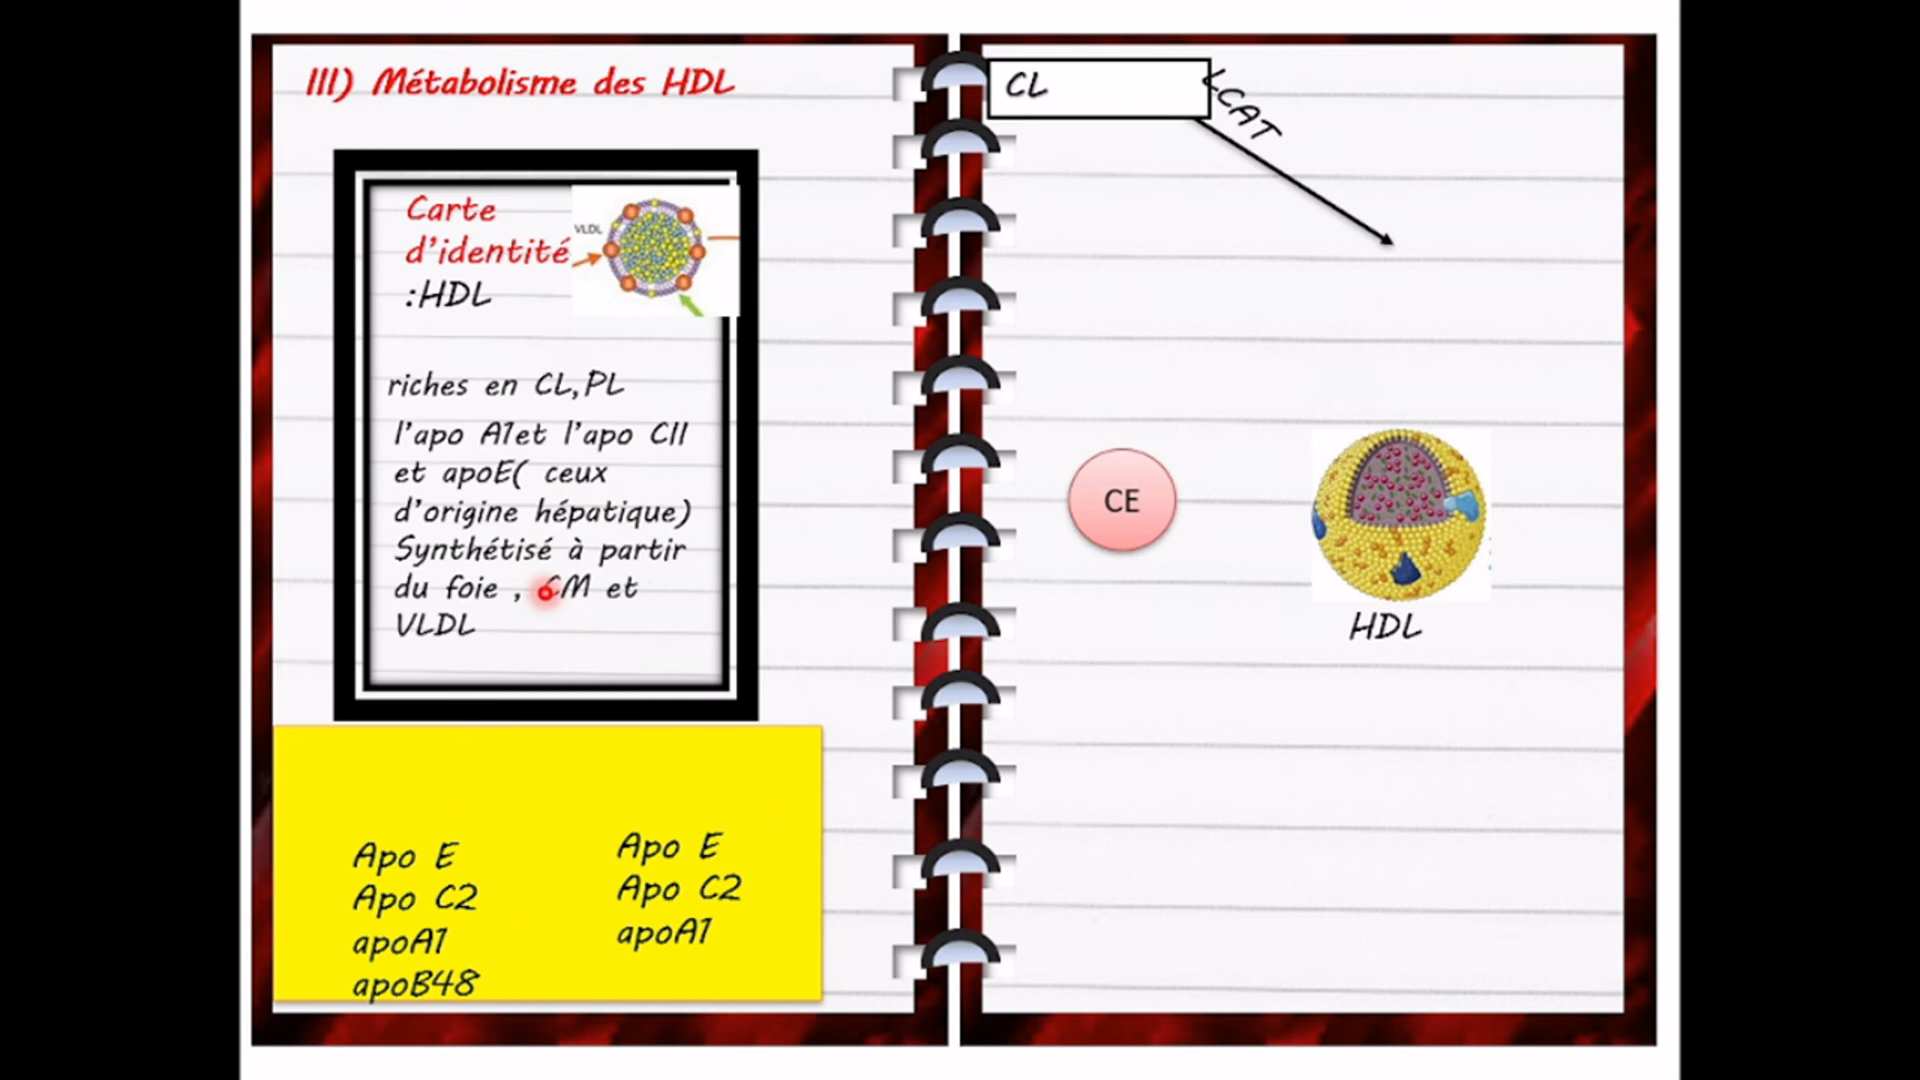 III) Métabolisme des HDL
Carte
d'identité
:HDL
VLDL
riches en CL,PL
l'apo A1et l'apo CII
et apoE( ceux
d'origine hépatique)
Synthétisé à partir
du foie , CM et
VLDL
Apo E
Apo C2
apoA1
apoB48
Apo E
Apo C2
apoA1
CL
LCAT
CE
HDL